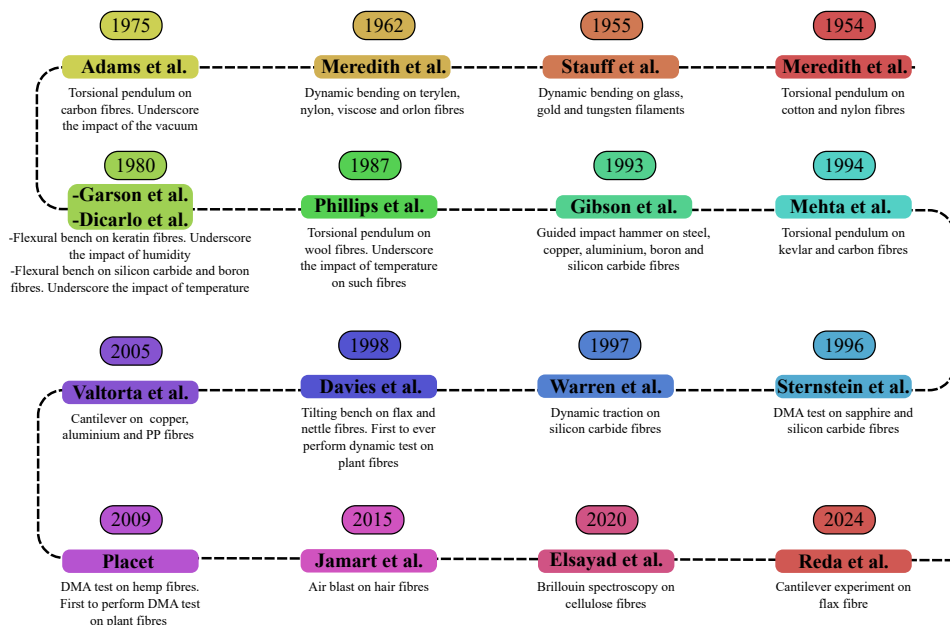 1975
Adams et al.
Torsional pendulum on
carbon fibres. Underscore
the impact of the vacuum
1962
Meredith et al.
Dynamic bending on terylen,
nylon, viscose and orlon fibres
1955
Stauff et al.
Dynamic bending on glass,
gold and tungsten filaments
1954
Meredith et al.
Torsional pendulum on
cotton and nylon fibres
1980
-Garson et al.
-Dicarlo et al.
-Flexural bench on keratin fibres. Underscore
the impact of humidity
-Flexural bench on silicon carbide and boron
fibres. Underscore the impact of temperature
1987
Phillips et al.
Torsional pendulum on
wool fibres. Underscore
the impact of temperature
on such fibres
1993
Gibson et al.
Guided impact hammer on steel,
copper, aluminium, boron and
silicon carbide fibres
1994
Mehta et al.
Torsional pendulum on
kevlar and carbon fibres
2005
Valtorta et al.
Cantilever on copper,
aluminium and PP fibres
1998
Davies et al.
Tilting bench on flax and
nettle fibres. First to ever
perform dynamic test on
plant fibres
1997
Warren et al.
Dynamic traction on
silicon carbide fibres
1996
Sternstein et al.
DMA test on sapphire and
silicon carbide fibres
2009
Placet
DMA test on hemp fibres.
First to perform DMA test
on plant fibres
2015
Jamart et al.
Air blast on hair fibres
2020
Elsayad et al.
Brillouin spectroscopy on
cellulose fibres
2024
Reda et al.
Cantilever experiment on
flax fibre